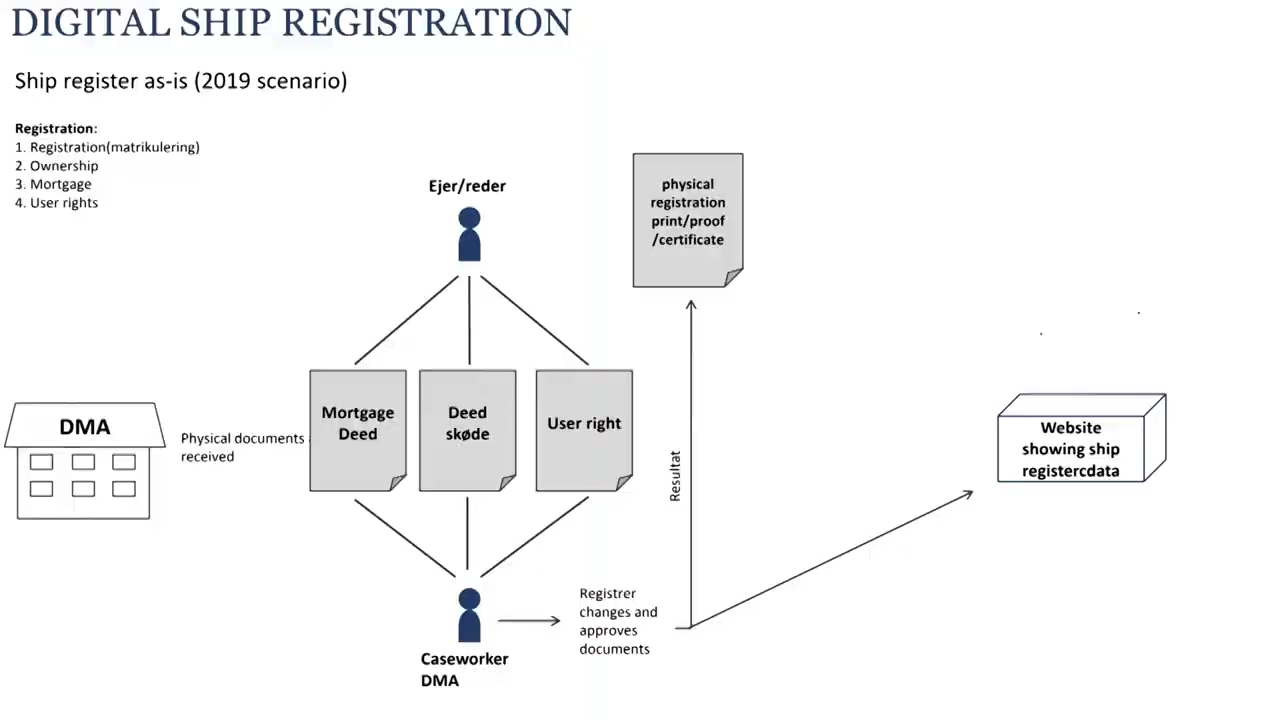 DIGITAL SHIP REGISTRATION
Ship register as-is (2019 scenario)
Registration:
1. Registration(matrikulering)
2. Ownership
3. Mortgage
4. User rights
Ejer/reder
physical
registration
print/proof
/certificate
DMA
Physical documents
received
Mortgage
Deed
Deed
skøde
User right
Resultat
Website
showing ship
registercdata
Registrer
changes and
approves
documents
Caseworker
DMA